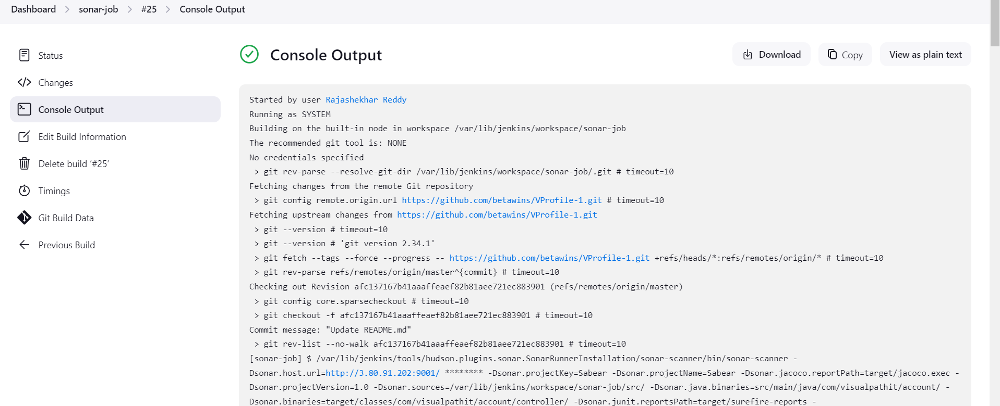 Dashboard > sonar-job > #25 > Console Output
Status
Changes
Console Output
Edit Build Information
Delete build ‘#25’
Timings
Git Build Data
Previous Build
Console Output
Download
Copy
View as plain text
Started by user Rajashekhar Reddy
Running as SYSTEM
Building on the built-in node in workspace /var/lib/jenkins/workspace/sonar-job
The recommended git tool is: NONE
No credentials specified
 > git rev-parse --resolve-git-dir /var/lib/jenkins/workspace/sonar-job/.git # timeout=10
Fetching changes from the remote Git repository
 > git config remote.origin.url https://github.com/betawins/VProfile-1.git # timeout=10
Fetching upstream changes from https://github.com/betawins/VProfile-1.git
 > git --version # timeout=10
 > git --version # 'git version 2.34.1'
 > git fetch --tags --force --progress -- https://github.com/betawins/VProfile-1.git +refs/heads/*:refs/remotes/origin/* # timeout=10
 > git rev-parse refs/remotes/origin/master^{commit} # timeout=10
Checking out Revision afc137167b41aaaffeaef82b81aee721ec883901 (refs/remotes/origin/master)
 > git config core.sparsecheckout # timeout=10
 > git checkout -f afc137167b41aaaffeaef82b81aee721ec883901 # timeout=10
Commit message: "Update README.md"
 > git rev-list --no-walk afc137167b41aaaffeaef82b81aee721ec883901 # timeout=10
[sonar-job] $ /var/lib/jenkins/tools/hudson.plugins.sonar.SonarRunnerInstallation/sonar-scanner/bin/sonar-scanner -
Dsonar.host.url=http://3.80.91.202:9001/ ******** -Dsonar.projectKey=Sabear -Dsonar.projectName=Sabear -Dsonar.jacoco.reportPath=target/jacoco.exec -
Dsonar.projectVersion=1.0 -Dsonar.sources=/var/lib/jenkins/workspace/sonar-job/src/ -Dsonar.java.binaries=src/main/java/com/visualpathit/account/ -
Dsonar.binaries=target/classes/com/visualpathit/account/controller/ -Dsonar.junit.reportsPath=target/surefire-reports -